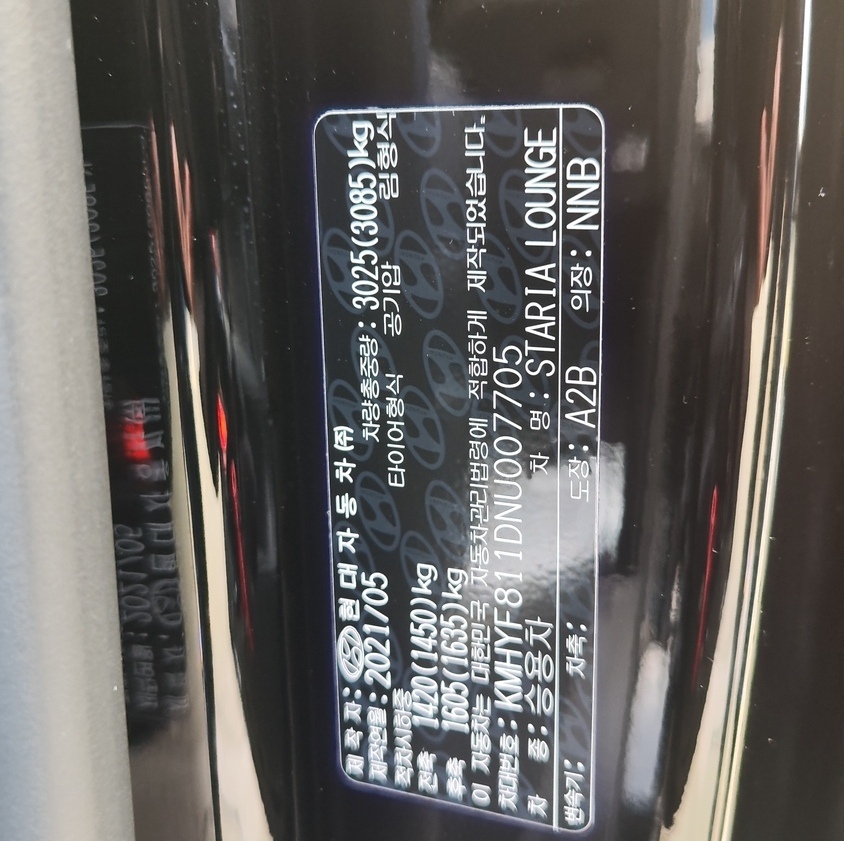 제 작 자: 현 대 자 동 차 (주)
제작연월: 2021/05 차량총중량: 3025(3085)kg
적차시하중 타이어형식 공기압 림형식
전축 1420(1450)kg
후축 1605(1635)kg
이 자동차는 대한민국 자동차관리법령에 적합하게 제작되었습니다.
차대번호: KMHYF811DNU007705
차 종: 승용차 차 명: STARIA LOUNGE
변속기: 차축: 도장: A2B 의장: NNB